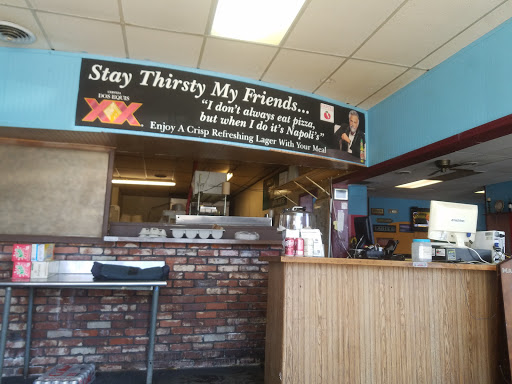 Stay Thirsty My Friends...
CERVEZA
DOS EQUIS
XX
"I don't always eat pizza,
but when I do it's Napoli's"
Enjoy A Crisp Refreshing Lager With Your Meal